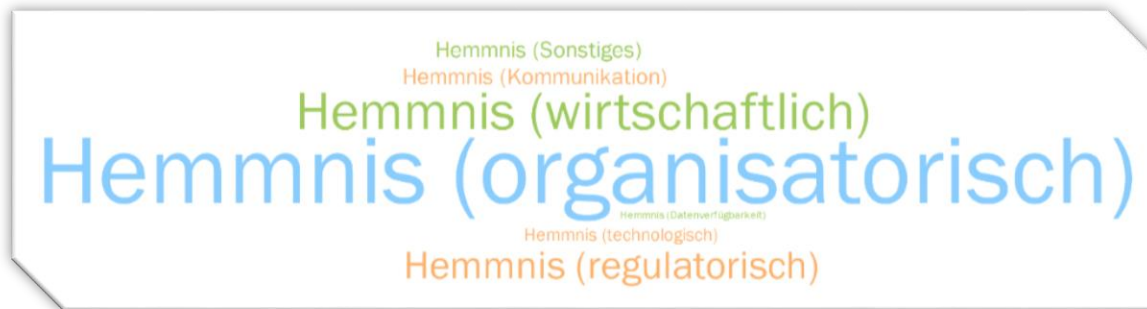 Hemmnis (Sonstiges)
Hemmnis (Kommunikation)
Hemmnis (wirtschaftlich)
Hemmnis (organisatorisch)
Hemmnis (Datenverfügbarkeit)
Hemmnis (technologisch)
Hemmnis (regulatorisch)